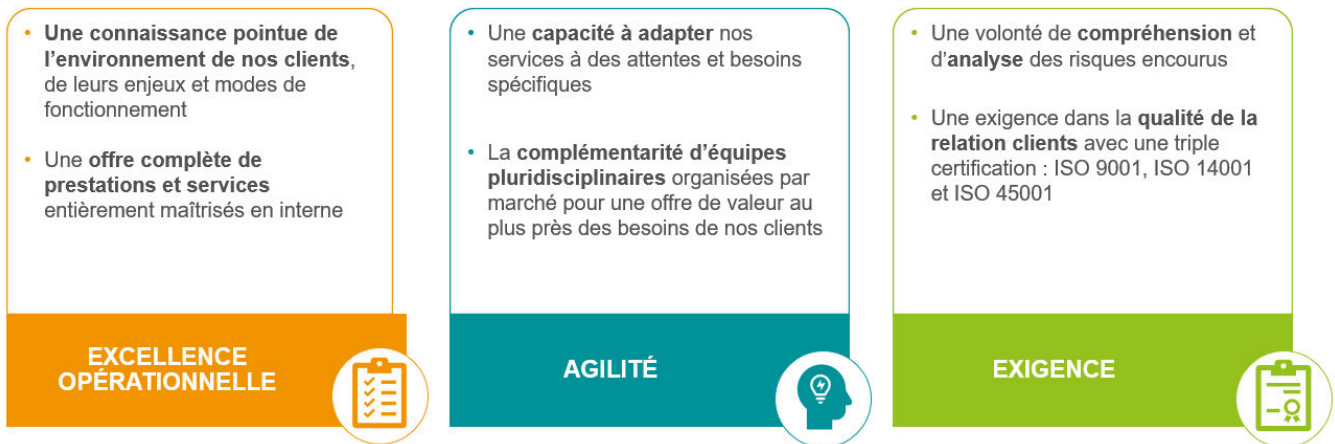 • Une connaissance pointue de
l'environnement de nos clients,
de leurs enjeux et modes de
fonctionnement
• Une offre complète de
prestations et services
entièrement maîtrisés en interne
EXCELLENCE
OPÉRATIONNELLE
• Une capacité à adapter nos
services à des attentes et besoins
spécifiques
• La complémentarité d'équipes
pluridisciplinaires organisées par
marché pour une offre de valeur au
plus près des besoins de nos clients
AGILITÉ
• Une volonté de compréhension et
d'analyse des risques encourus
• Une exigence dans la qualité de la
relation clients avec une triple
certification : ISO 9001, ISO 14001
et ISO 45001
EXIGENCE